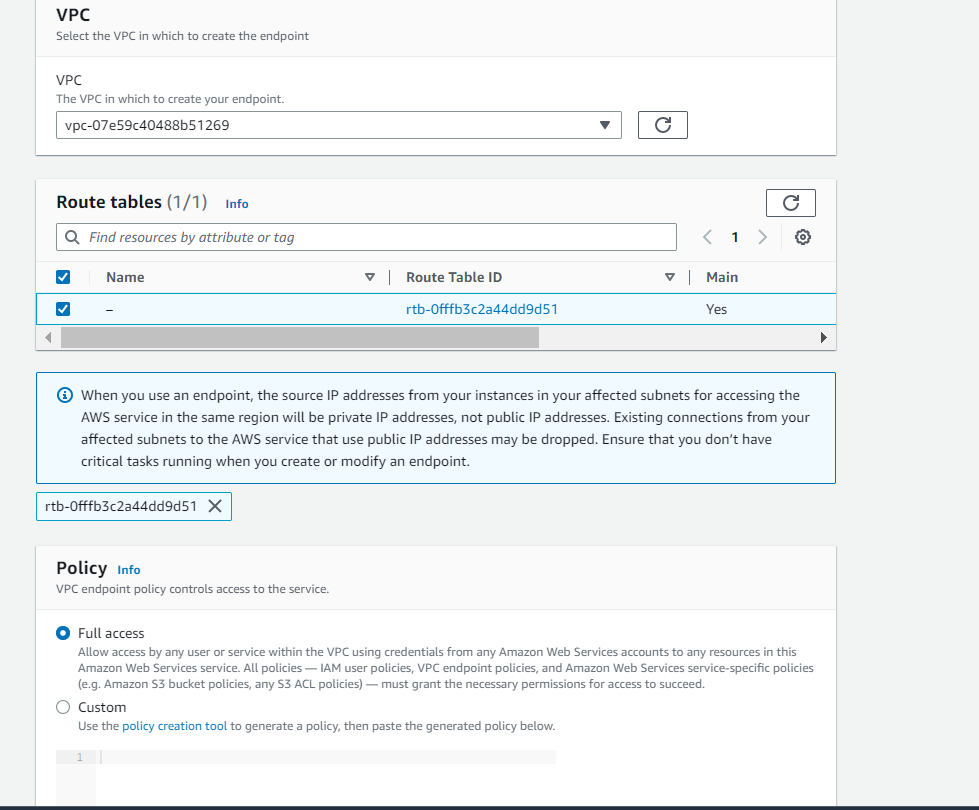 VPC
Select the VPC in which to create the endpoint
VPC
The VPC in which to create your endpoint.
vpc-07e59c40488b51269
Route tables (1/1) Info
Find resources by attribute or tag
1
Name Route Table ID Main
– rtb-0fffb3c2a44dd9d51 Yes
When you use an endpoint, the source IP addresses from your instances in your affected subnets for accessing the
AWS service in the same region will be private IP addresses, not public IP addresses. Existing connections from your
affected subnets to the AWS service that use public IP addresses may be dropped. Ensure that you don’t have
critical tasks running when you create or modify an endpoint.
rtb-0fffb3c2a44dd9d51
Policy Info
VPC endpoint policy controls access to the service.
Full access
Allow access by any user or service within the VPC using credentials from any Amazon Web Services accounts to any resources in this
Amazon Web Services service. All policies — IAM user policies, VPC endpoint policies, and Amazon Web Services service-specific policies
(e.g. Amazon S3 bucket policies, any S3 ACL policies) — must grant the necessary permissions for access to succeed.
Custom
Use the policy creation tool to generate a policy, then paste the generated policy below.
1